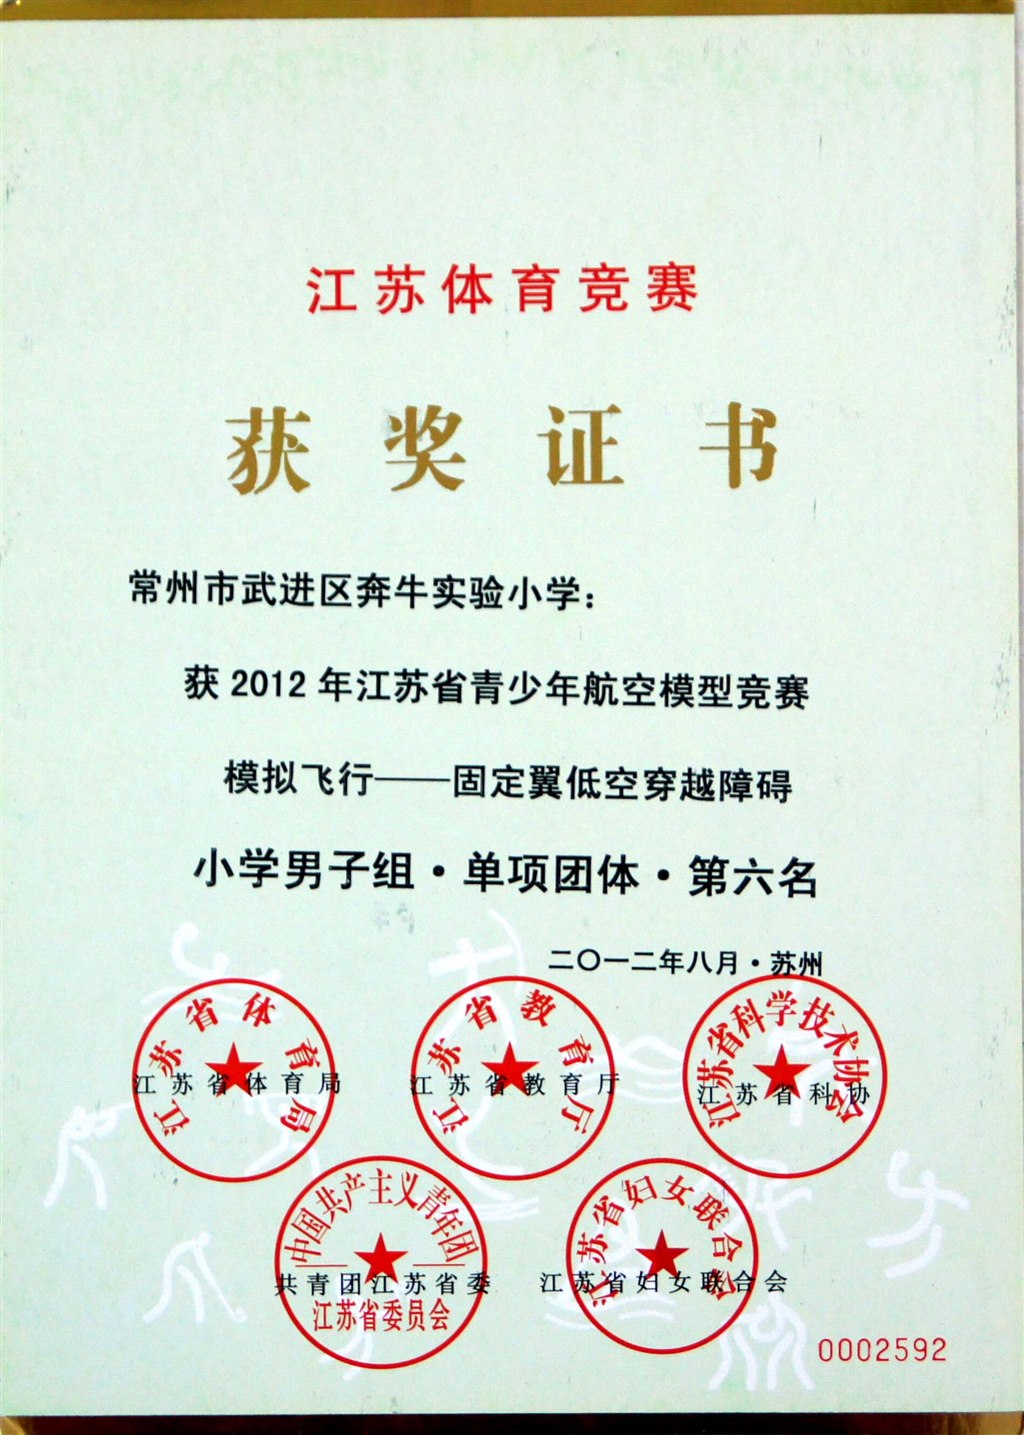 江苏体育竞赛
获奖证书
常州市武进区奔牛实验小学：
获 2012 年江苏省青少年航空模型竞赛
模拟飞行——固定翼低空穿越障碍
小学男子组·单项团体·第六名
二〇一二年八月·苏州
江苏省体育局
江苏省体育局
江苏省教育厅
江苏省教育厅
江苏省科学技术协会
江苏省科协
中国共产主义青年团
共青团江苏省委
江苏省委员会
江苏省妇女联合会
江苏省妇女联合会
0002592